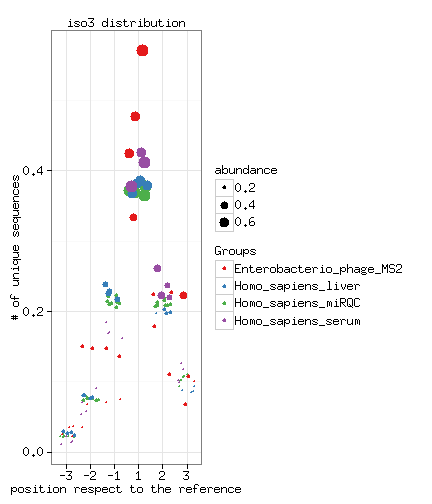 iso3 distribution
# of unique sequences
0.4
0.2
0.0
-3 -2 -1 1 2 3
position respect to the reference
abundance
0.2
0.4
0.6
Groups
Enterobacterio_phage_MS2
Homo_sapiens_liver
Homo_sapiens_miRQC
Homo_sapiens_serum